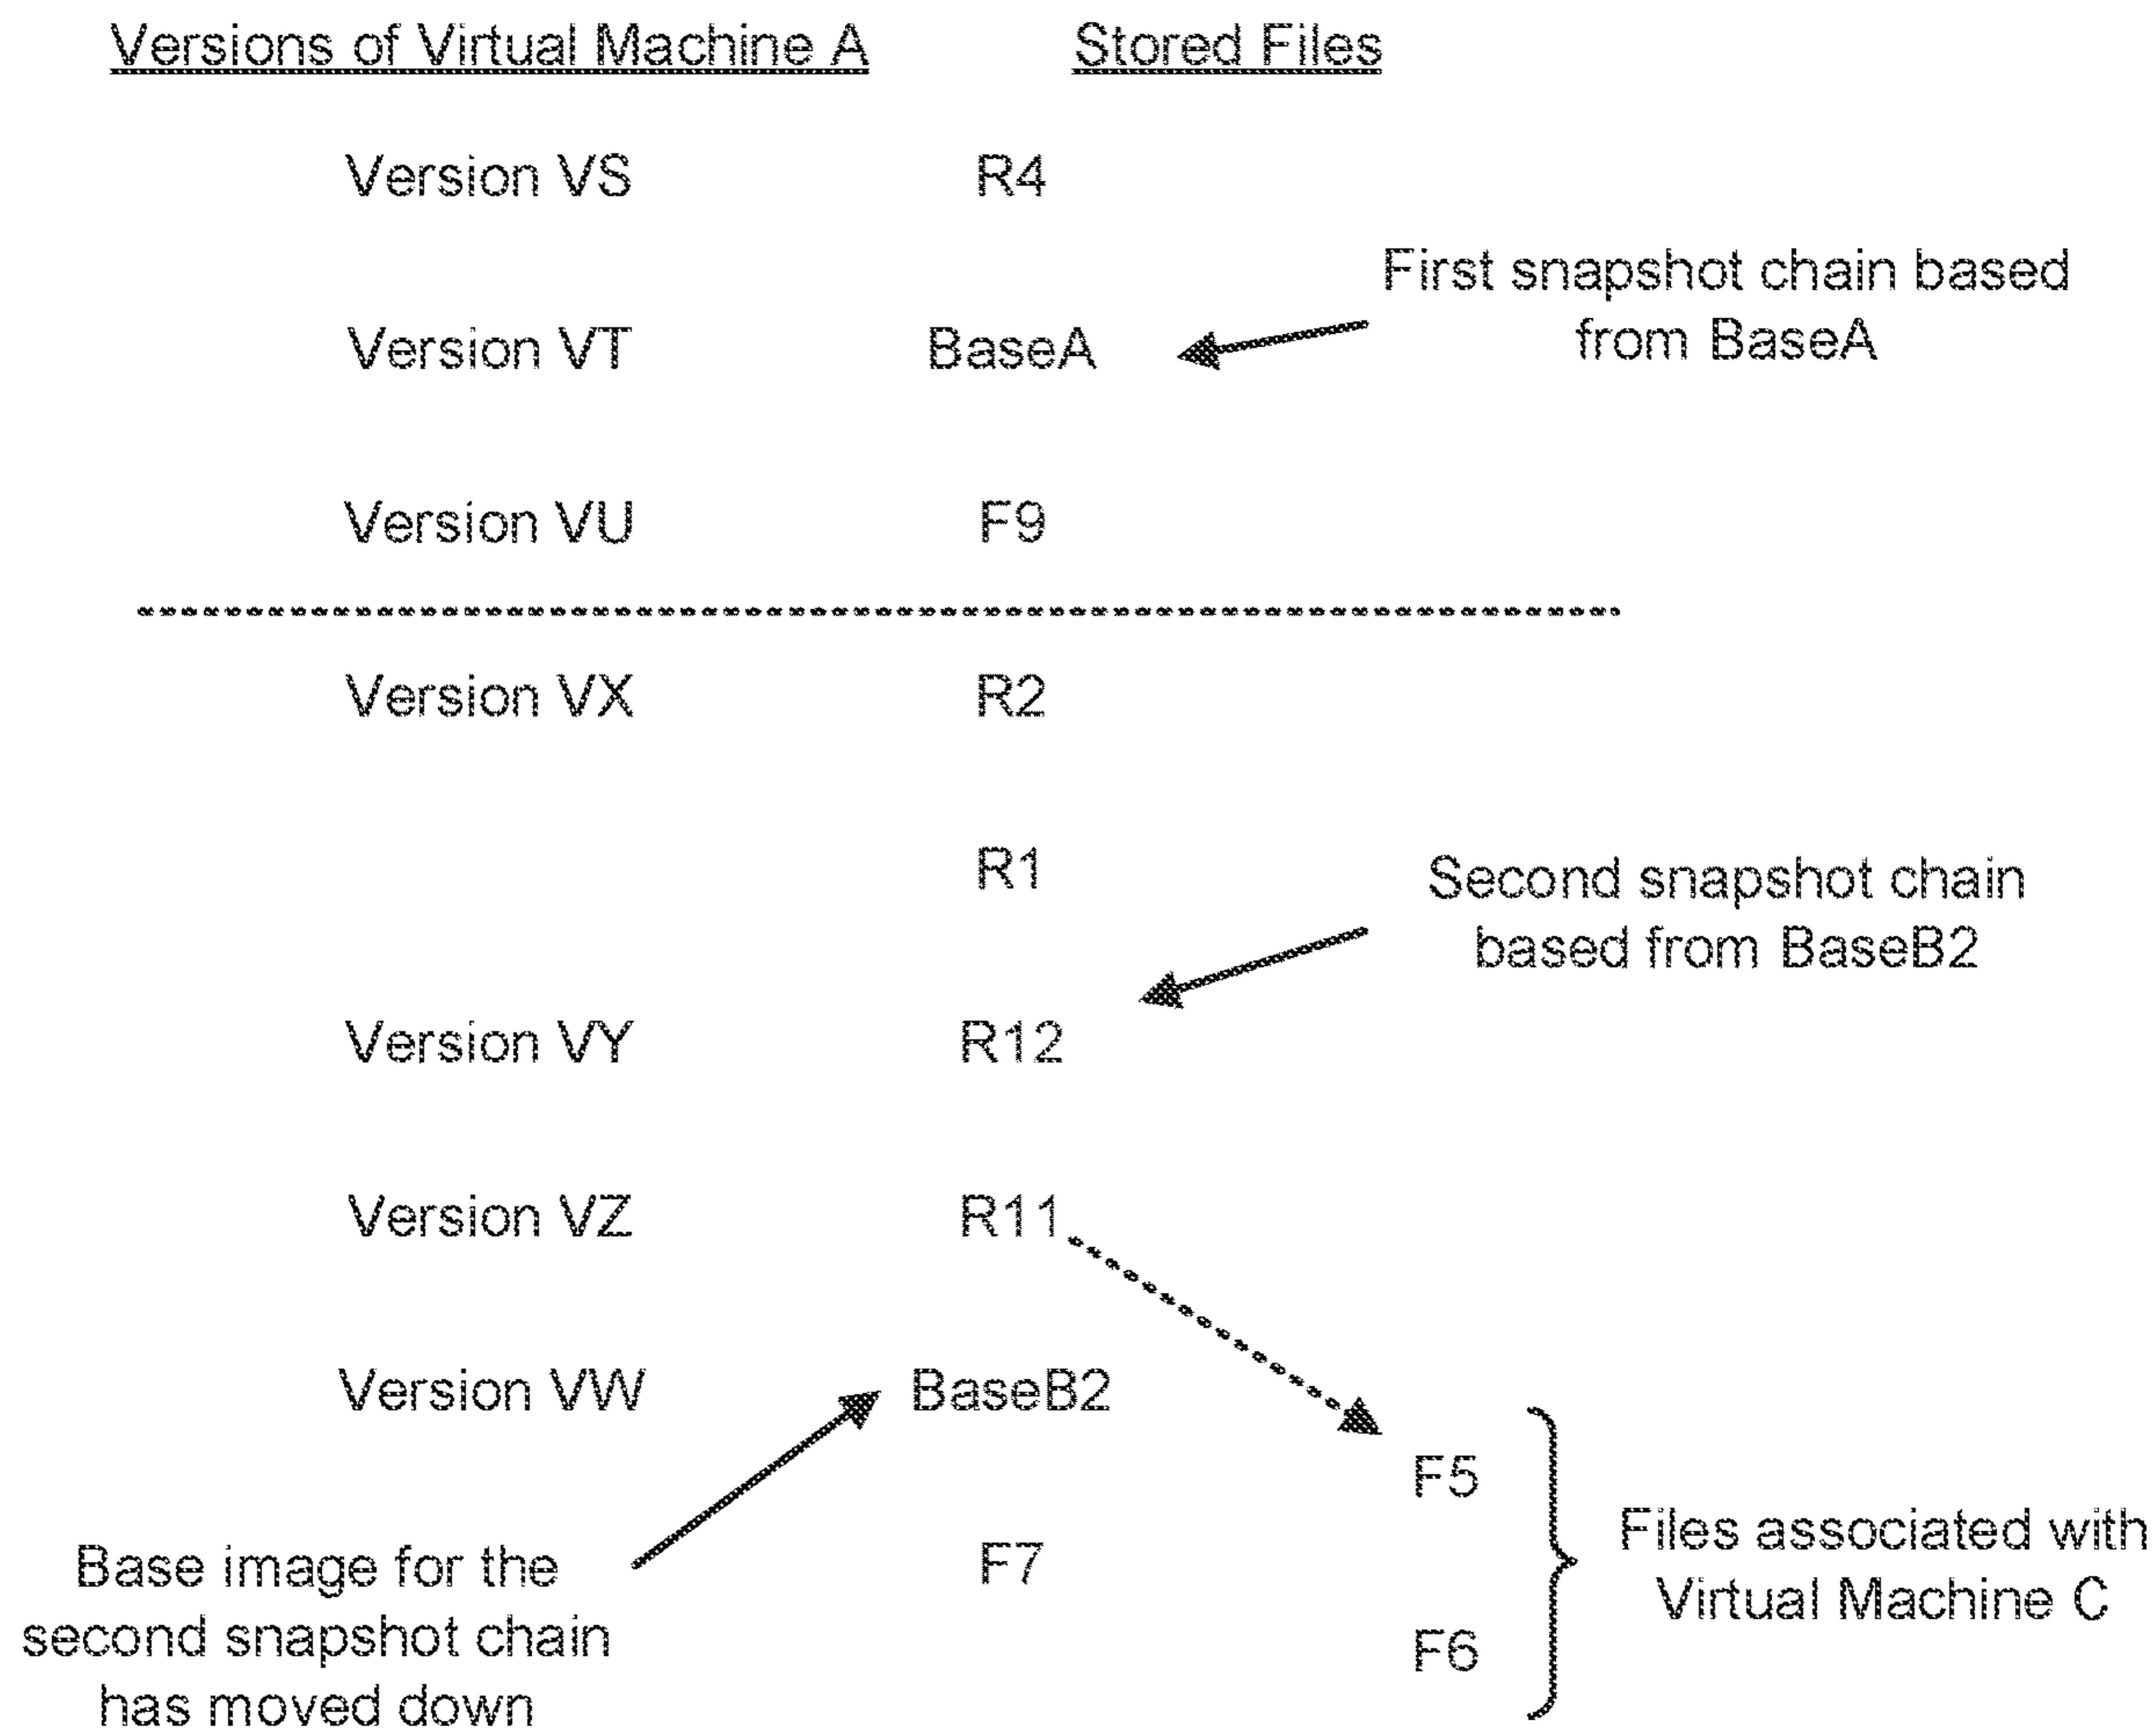 Versions of Virtual Machine A Stored Files
Version VS R4
First snapshot chain based
from BaseA
Version VT BaseA
Version VU F9
Version VX R2
R1
Second snapshot chain
based from BaseB2
Version VY R12
Version VZ R11
Version VW BaseB2
F5
Files associated with
Virtual Machine C
Base image for the
second snapshot chain
has moved down
F7
F6